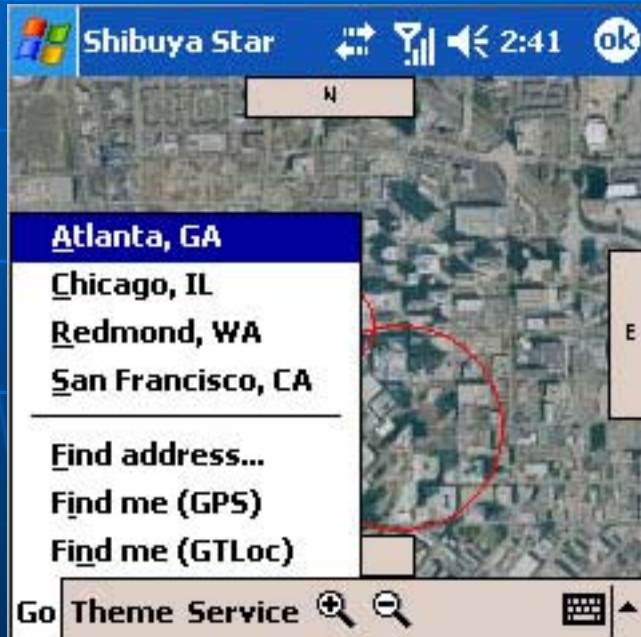 Shibuya Star 2:41 ok
N
Atlanta, GA
Chicago, IL
Redmond, WA
E
San Francisco, CA
Find address...
Find me (GPS)
Find me (GTLoc)
Go Theme Service